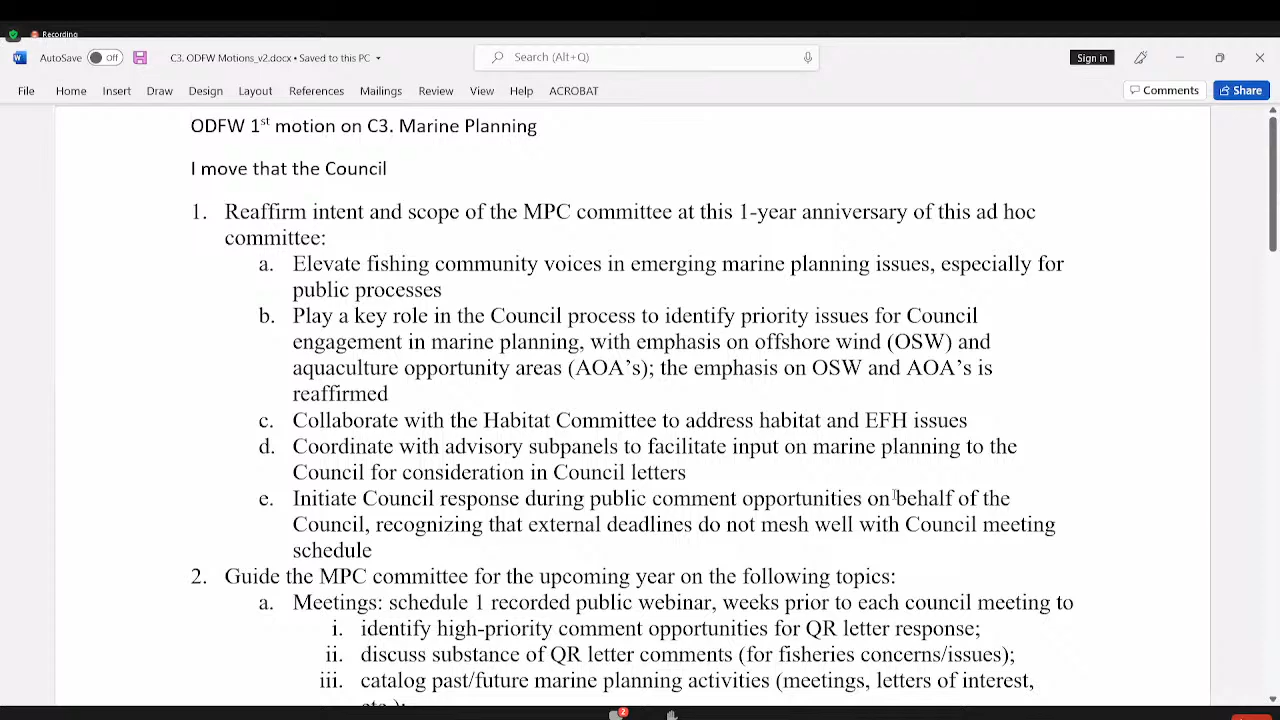 Recording
AutoSave Off C3. ODFW Motions_v2.docx • Saved to this PC Search (Alt+Q) Sign in
File Home Insert Draw Design Layout References Mailings Review View Help ACROBAT Comments Share
ODFW 1st motion on C3. Marine Planning
I move that the Council
1. Reaffirm intent and scope of the MPC committee at this 1-year anniversary of this ad hoc
committee:
a. Elevate fishing community voices in emerging marine planning issues, especially for
public processes
b. Play a key role in the Council process to identify priority issues for Council
engagement in marine planning, with emphasis on offshore wind (OSW) and
aquaculture opportunity areas (AOA's); the emphasis on OSW and AOA's is
reaffirmed
c. Collaborate with the Habitat Committee to address habitat and EFH issues
d. Coordinate with advisory subpanels to facilitate input on marine planning to the
Council for consideration in Council letters
e. Initiate Council response during public comment opportunities on behalf of the
Council, recognizing that external deadlines do not mesh well with Council meeting
schedule
2. Guide the MPC committee for the upcoming year on the following topics:
a. Meetings: schedule 1 recorded public webinar, weeks prior to each council meeting to
i. identify high-priority comment opportunities for QR letter response;
ii. discuss substance of QR letter comments (for fisheries concerns/issues);
iii. catalog past/future marine planning activities (meetings, letters of interest,
etc.);
2